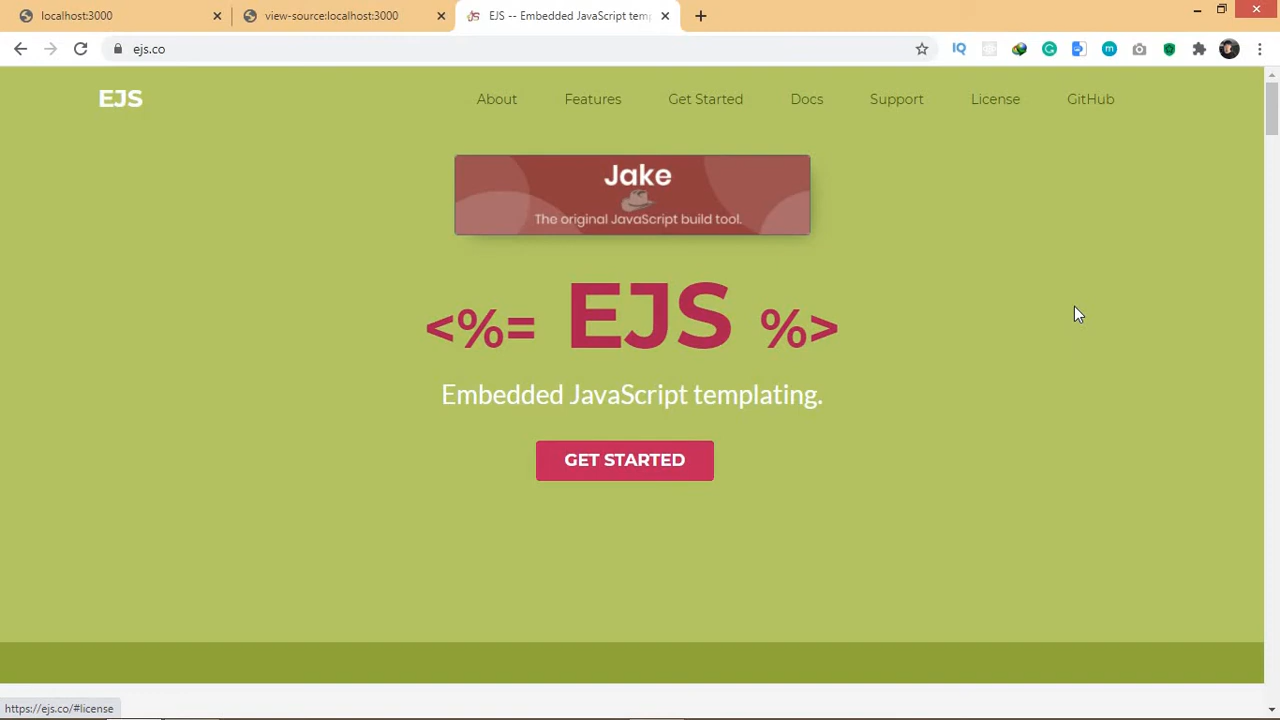 localhost:3000
view-source:localhost:3000
EJS -- Embedded JavaScript temp
ejs.co
EJS
About
Features
Get Started
Docs
Support
License
GitHub
Jake
The original JavaScript build tool.
<%= EJS %>
Embedded JavaScript templating.
GET STARTED
https://ejs.co/#license